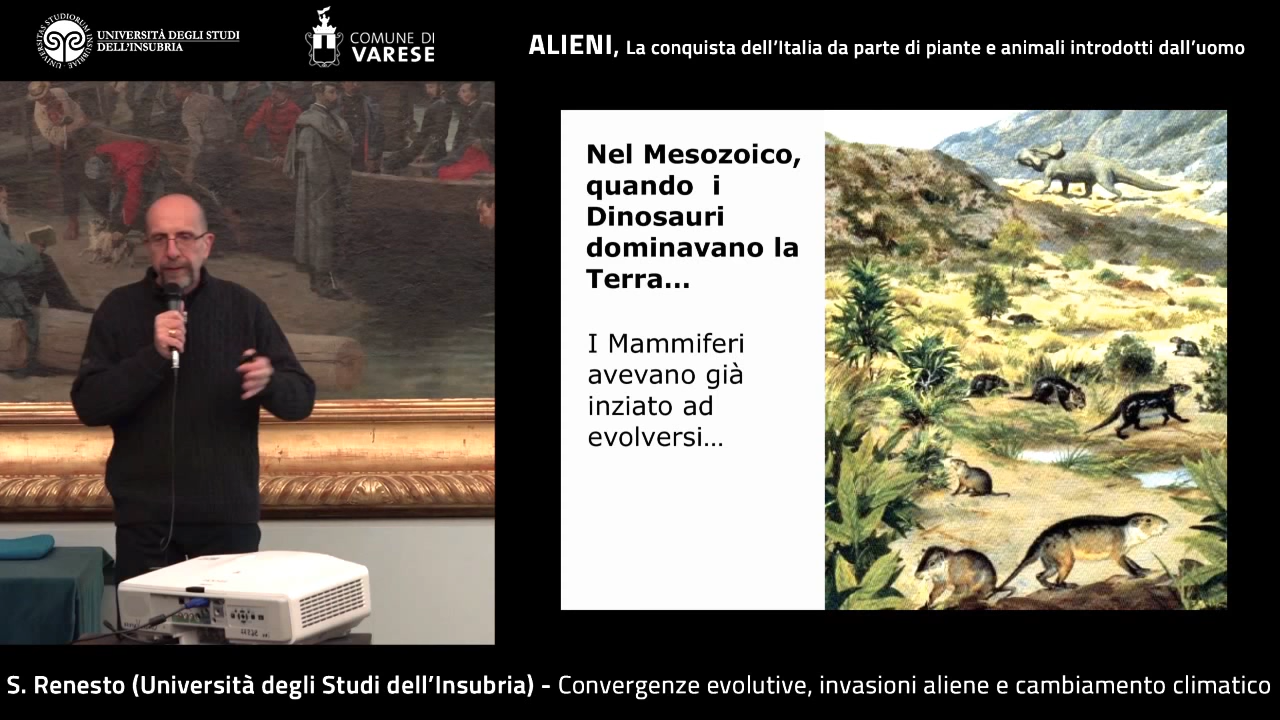 UNIVERSITÀ DEGLI STUDI
DELL'INSUBRIA
COMUNE DI
VARESE
ALIENI, La conquista dell'Italia da parte di piante e animali introdotti dall'uomo
Nel Mesozoico,
quando i
Dinosauri
dominavano la
Terra...
I Mammiferi
avevano già
inziato ad
evolversi...
S. Renesto (Università degli Studi dell'Insubria) - Convergenze evolutive, invasioni aliene e cambiamento climatico